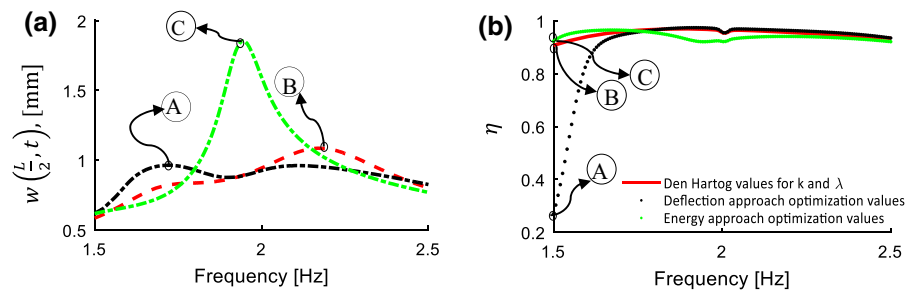 (a)
2
1.5
1
0.5
w(L/2, t), [mm]
C
A
B
1.5
2
2.5
Frequency [Hz]
(b)
1
0.8
0.6
0.4
0.2
η
C
B
A
Den Hartog values for k and λ
Deflection approach optimization values
Energy approach optimization values
1.5
2
2.5
Frequency [Hz]